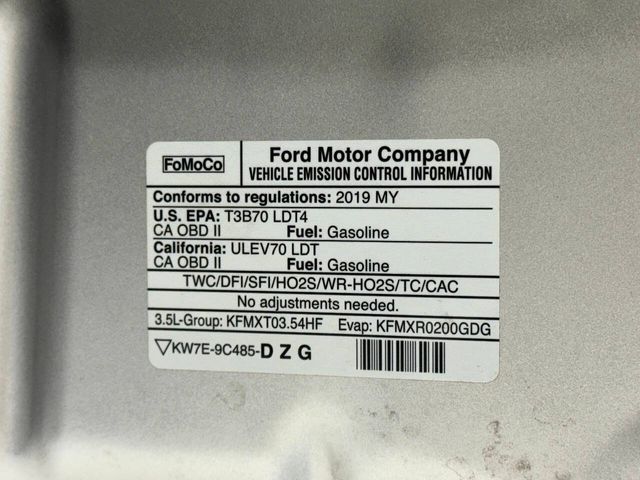 FoMoCo
Ford Motor Company
VEHICLE EMISSION CONTROL INFORMATION
Conforms to regulations: 2019 MY
U.S. EPA: T3B70 LDT4
CA OBD II Fuel: Gasoline
California: ULEV70 LDT
CA OBD II Fuel: Gasoline
TWC/DFI/SFI/HO2S/WR-HO2S/TC/CAC
No adjustments needed.
3.5L-Group: KFMXT03.54HF Evap: KFMXR0200GDG
KW7E-9C485-D Z G